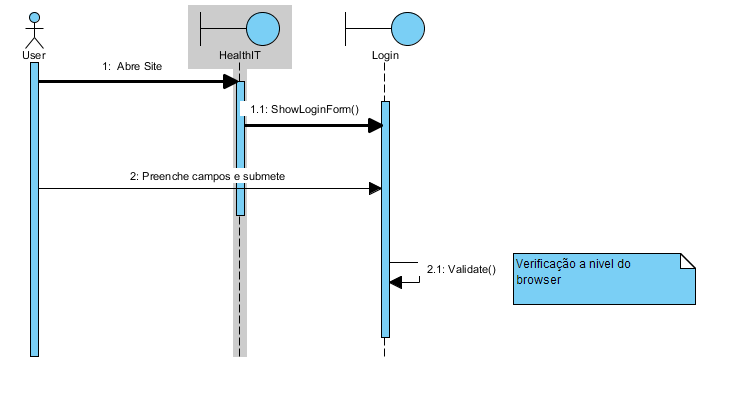 User
HealthIT
Login
1: Abre Site
1.1: ShowLoginForm()
2: Preenche campos e submete
2.1: Validate()
Verificação a nivel do
browser